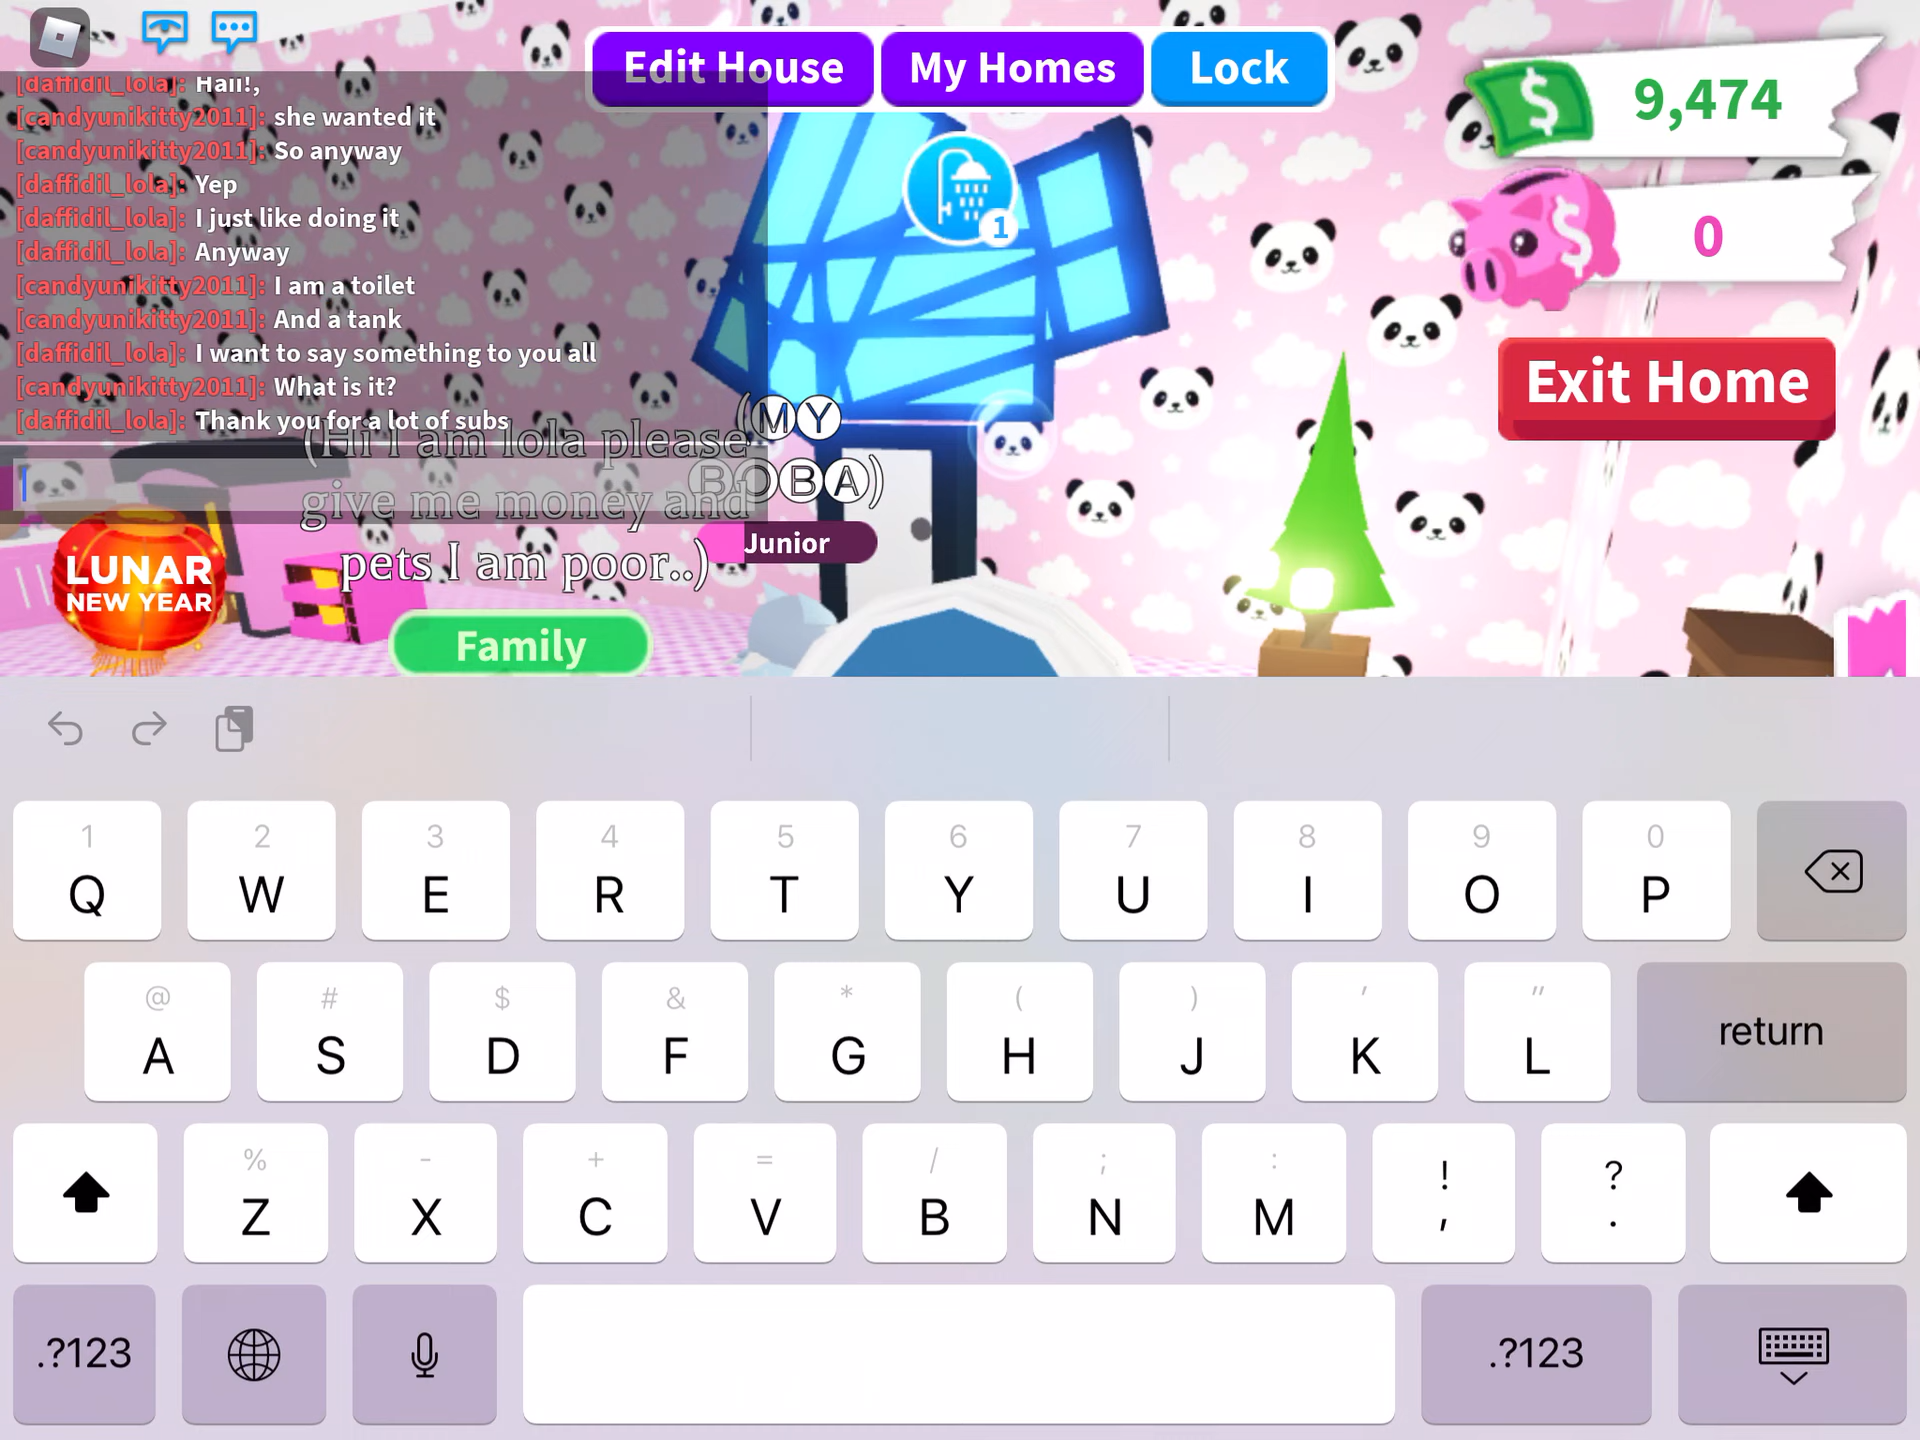 [daffidil_lola]: Haii!,
[candyunikitty2011]: she wanted it
[candyunikitty2011]: So anyway
[daffidil_lola]: Yep
[daffidil_lola]: I just like doing it
[daffidil_lola]: Anyway
[candyunikitty2011]: I am a toilet
[candyunikitty2011]: And a tank
[daffidil_lola]: I want to say something to you all
[candyunikitty2011]: What is it?
[daffidil_lola]: Thank you for a lot of subs
Edit House
My Homes
Lock
1
9,474
0
Exit Home
(MY
BOBA)
Junior
(Hi I am lola please
give me money and
pets I am poor..)
Family
LUNAR
NEW YEAR
1 2 3 4 5 6 7 8 9 0
Q W E R T Y U I O P
@ # $ & * ( ) ' "
A S D F G H J K L return
% - + = / ; : ! ?
Z X C V B N M , .
.?123 .?123